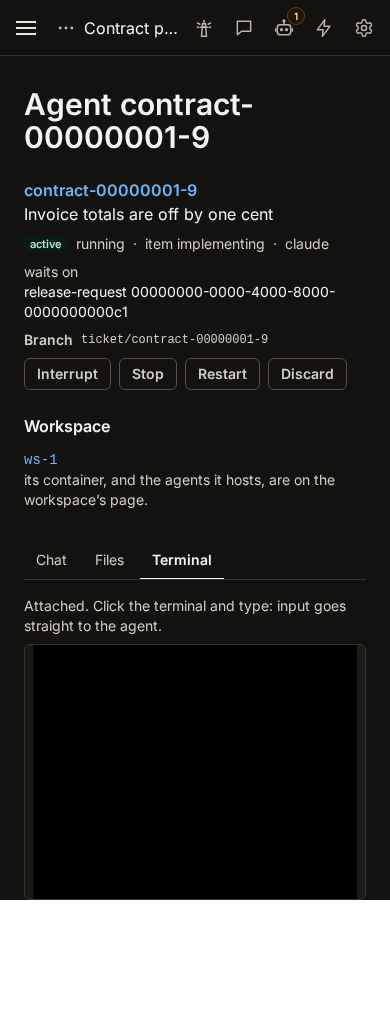 Contract p...
1
Agent contract-
00000001-9
contract-00000001-9
Invoice totals are off by one cent
active running · item implementing · claude
waits on
release-request 00000000-0000-4000-8000-
0000000000c1
Branch ticket/contract-00000001-9
Interrupt Stop Restart Discard
Workspace
ws-1
its container, and the agents it hosts, are on the
workspace’s page.
Chat Files Terminal
Attached. Click the terminal and type: input goes
straight to the agent.